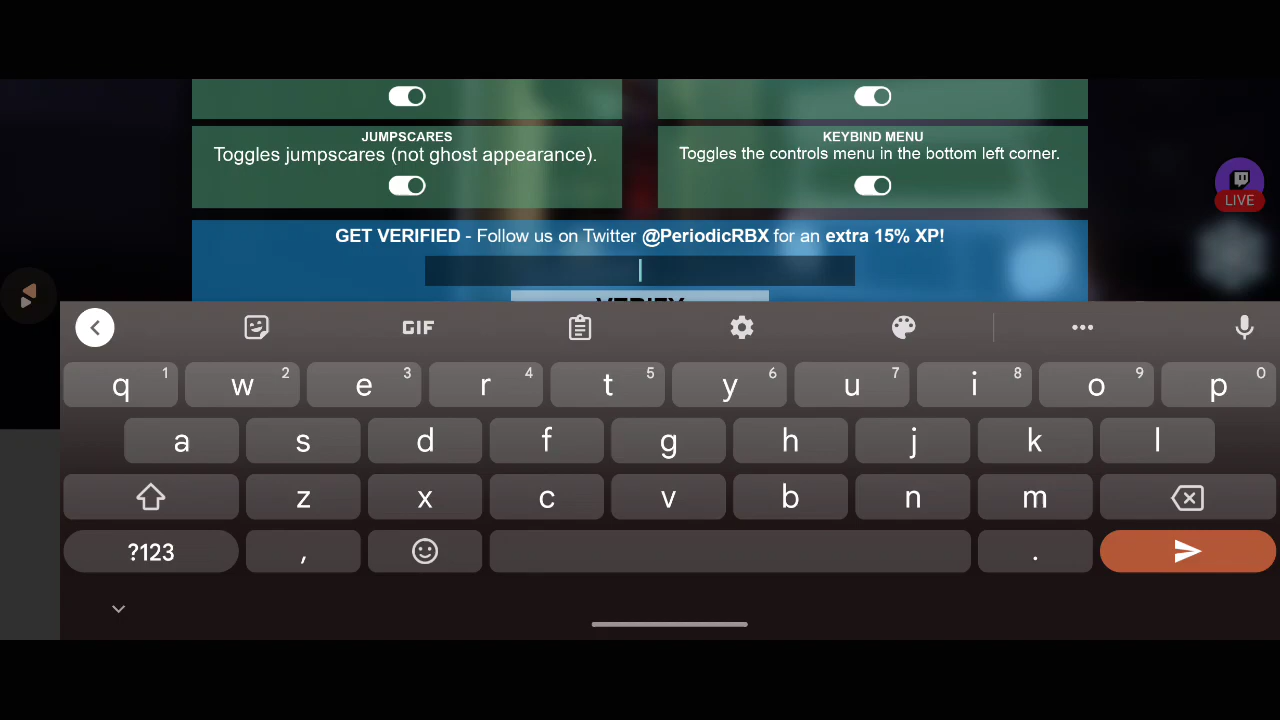 JUMPSCARES
Toggles jumpscares (not ghost appearance).
KEYBIND MENU
Toggles the controls menu in the bottom left corner.
LIVE
GET VERIFIED - Follow us on Twitter @PeriodicRBX for an extra 15% XP!
VERIFY
GIF
q 1 w 2 e 3 r 4 t 5 y 6 u 7 i 8 o 9 p 0
a s d f g h j k l
z x c v b n m
?123 , .